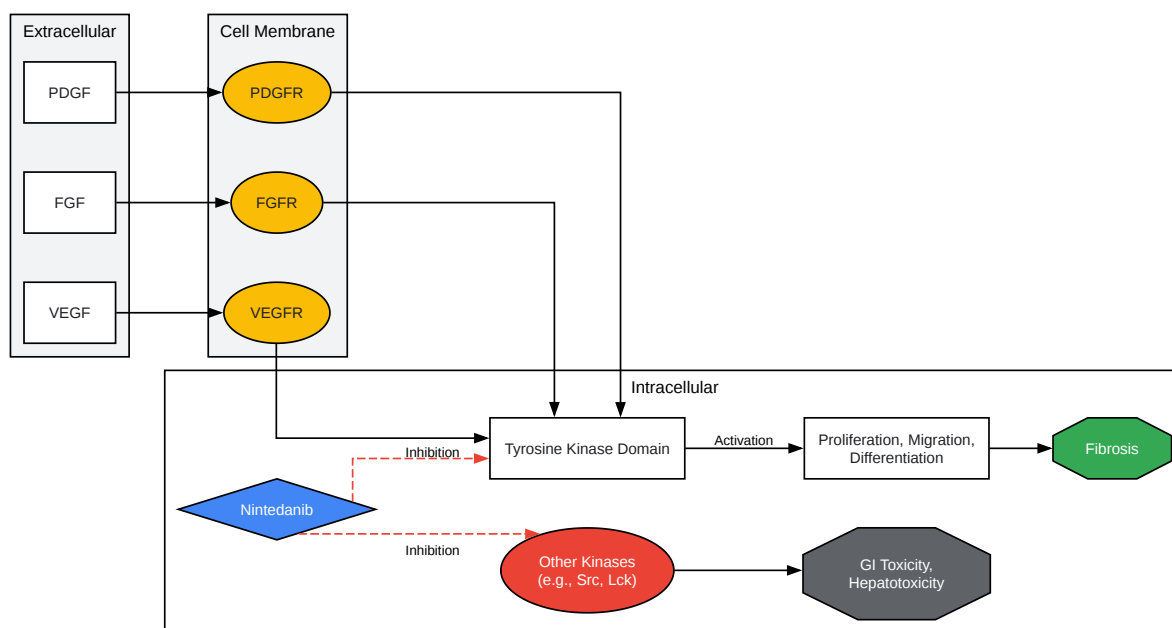 Extracellular
Cell Membrane
PDGF
PDGFR
FGF
FGFR
VEGF
VEGFR
Intracellular
Tyrosine Kinase Domain
Activation
Proliferation, Migration,
Differentiation
Fibrosis
Inhibition
Nintedanib
Inhibition
Other Kinases
(e.g., Src, Lck)
GI Toxicity,
Hepatotoxicity